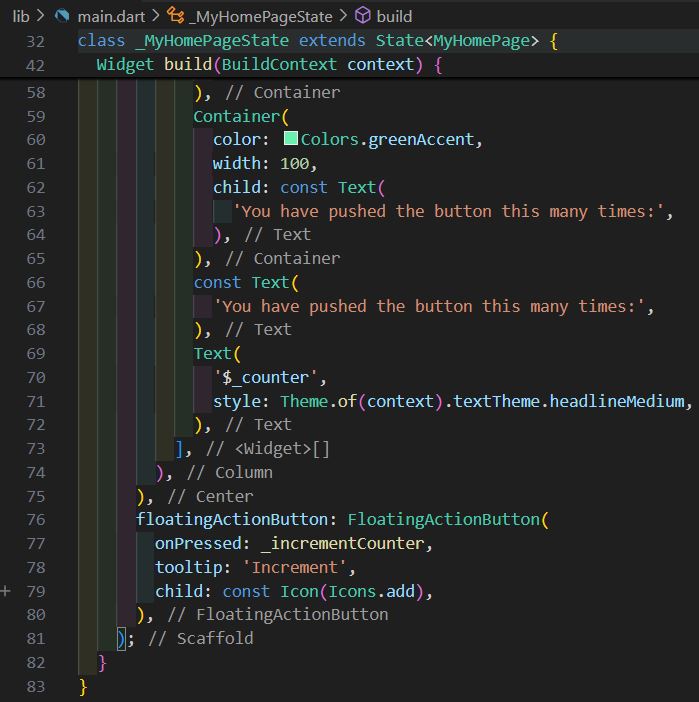 lib > main.dart > _MyHomePageState > build
32 class _MyHomePageState extends State<MyHomePage> {
42 Widget build(BuildContext context) {
58 ), // Container
59 Container(
60 color: Colors.greenAccent,
61 width: 100,
62 child: const Text(
63 'You have pushed the button this many times:',
64 ), // Text
65 ), // Container
66 const Text(
67 'You have pushed the button this many times:',
68 ), // Text
69 Text(
70 '$_counter',
71 style: Theme.of(context).textTheme.headlineMedium,
72 ), // Text
73 ], // <Widget>[]
74 ), // Column
75 ), // Center
76 floatingActionButton: FloatingActionButton(
77 onPressed: _incrementCounter,
78 tooltip: 'Increment',
79 child: const Icon(Icons.add),
80 ), // FloatingActionButton
81 ); // Scaffold
82 }
83 }